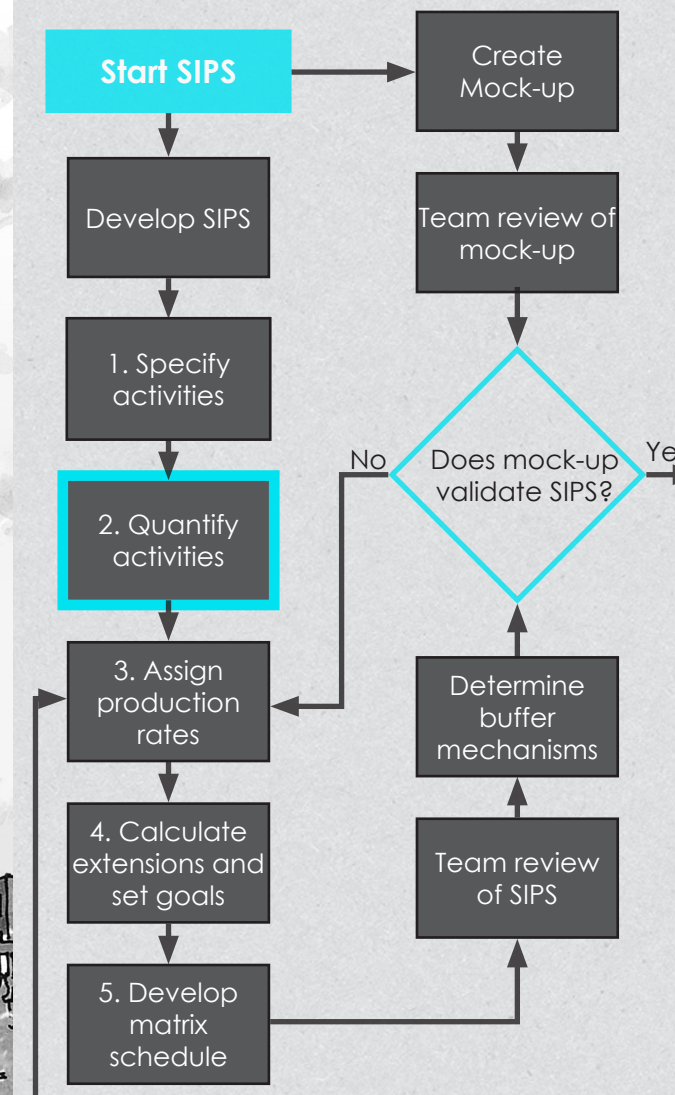 Start SIPS
Create
Mock-up
Develop SIPS
Team review of
mock-up
1. Specify
activities
No
Does mock-up
validate SIPS?
2. Quantify
activities
3. Assign
production
rates
Determine
buffer
mechanisms
4. Calculate
extensions and
set goals
Team review
of SIPS
5. Develop
matrix
schedule